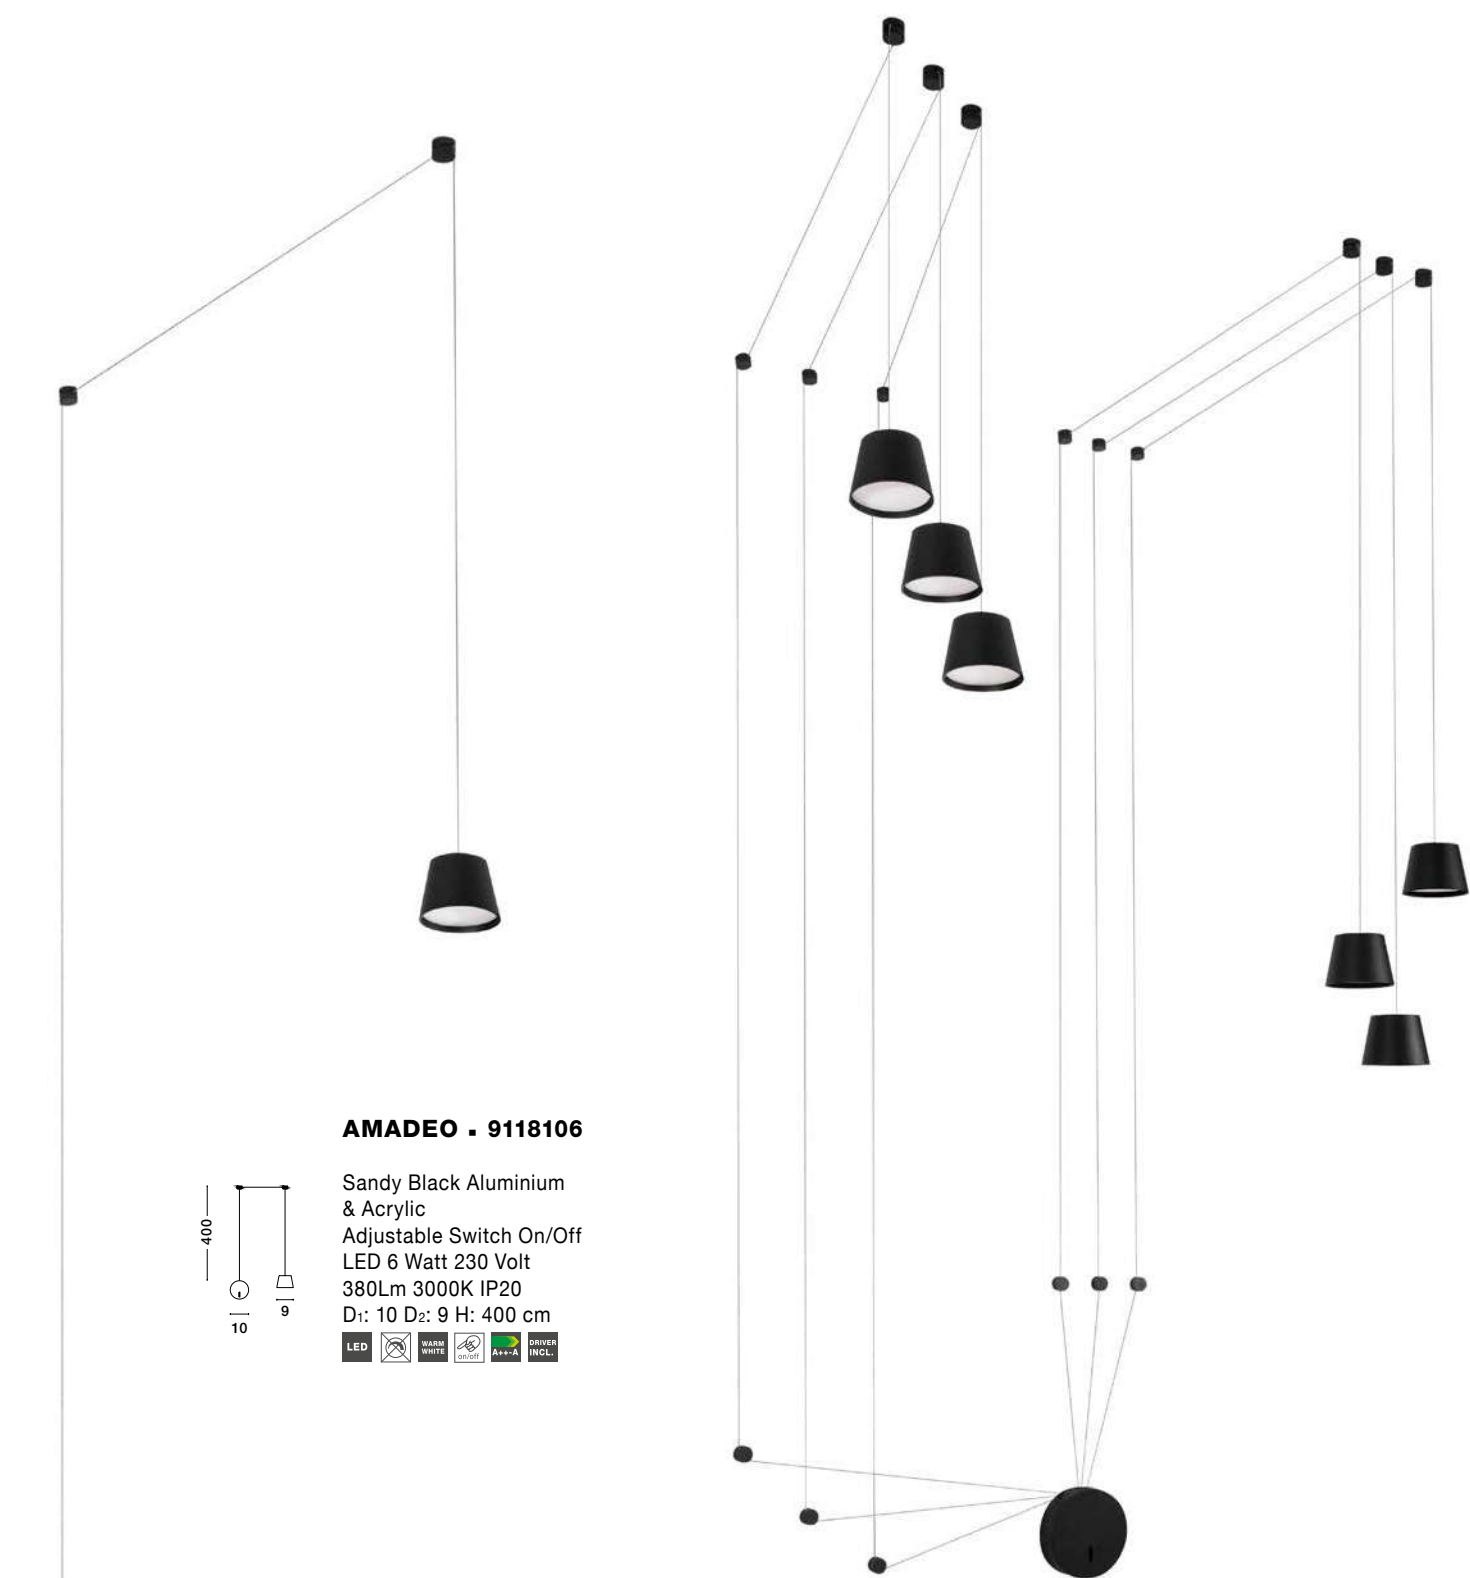 AMADEO . 9118106
Sandy Black Aluminium
& Acrylic
Adjustable Switch On/Off
LED 6 Watt 230 Volt
380Lm 3000K IP20
D1: 10 D2: 9 H: 400 cm
400
10
9
LED
WARM
WHITE
on/off
A++-A
DRIVER
INCL.